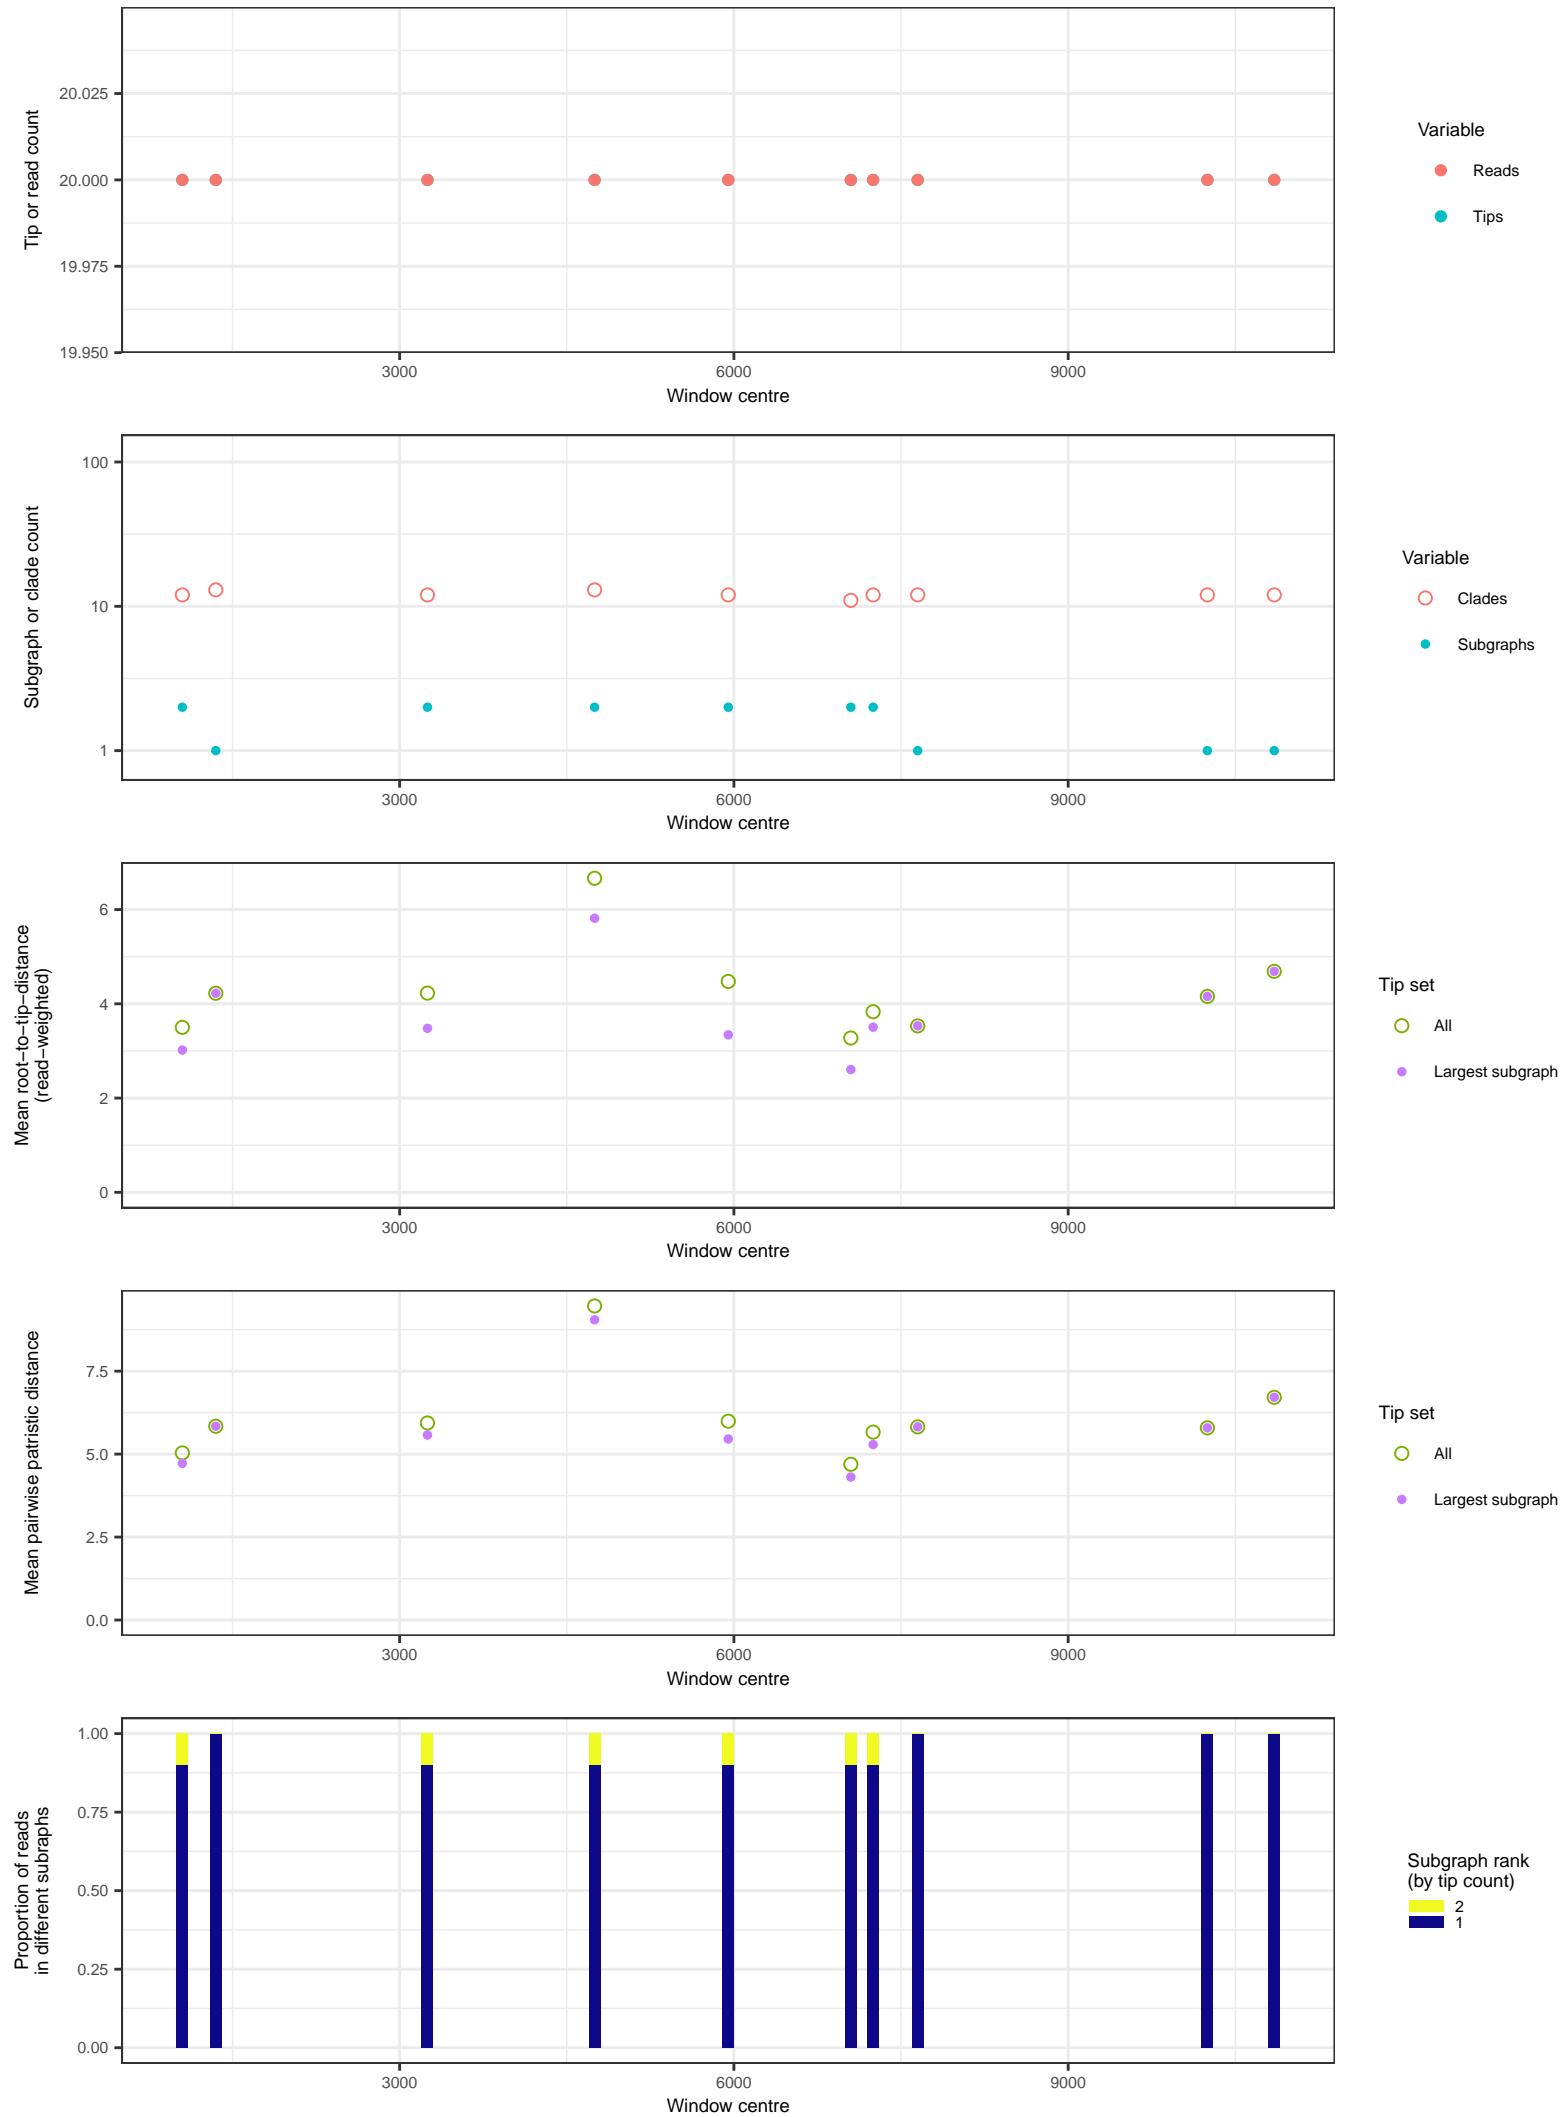 Tip or read count
20.025
20.000
19.975
19.950
3000
6000
9000
Window centre
Variable
Reads
Tips
Subgraph or clade count
100
10
1
3000
6000
9000
Window centre
Variable
Clades
Subgraphs
Mean root−to−tip−distance
(read−weighted)
6
4
2
0
3000
6000
9000
Window centre
Tip set
All
Largest subgraph
Mean pairwise patristic distance
7.5
5.0
2.5
0.0
3000
6000
9000
Window centre
Tip set
All
Largest subgraph
Proportion of reads
in different subraphs
1.00
0.75
0.50
0.25
0.00
3000
6000
9000
Window centre
Subgraph rank
(by tip count)
2
1